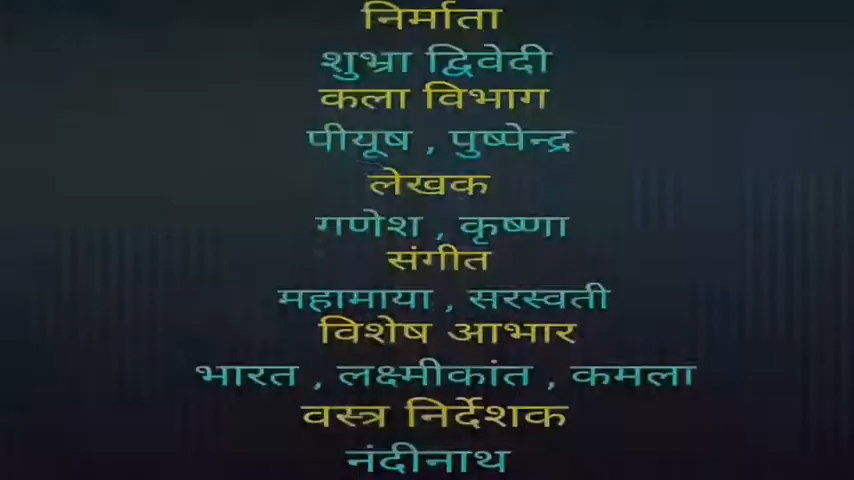 निर्माता
शुभ्रा द्विवेदी
कला विभाग
पीयूष , पुष्पेन्द्र
लेखक
गणेश , कृष्णा
संगीत
महामाया , सरस्वती
विशेष आभार
भारत , लक्ष्मीकांत , कमला
वस्त्र निर्देशक
नंदीनाथ